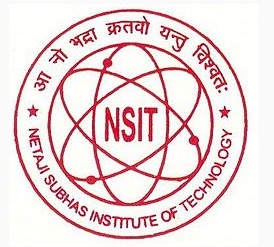 आ नो भद्रा क्रतवो यन्तु विश्वतः
NSIT
NETAJI SUBHAS INSTITUTE OF TECHNOLOGY